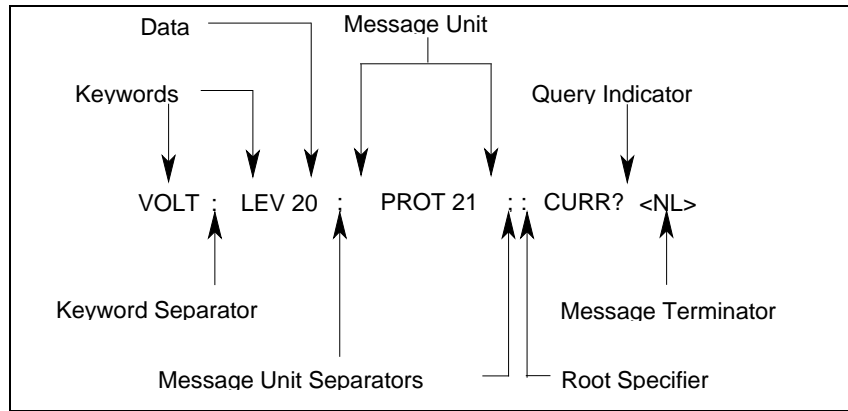 Data
Message Unit
Keywords
Query Indicator
VOLT : LEV 20 : PROT 21 : : CURR? <NL>
Keyword Separator
Message Terminator
Message Unit Separators
Root Specifier